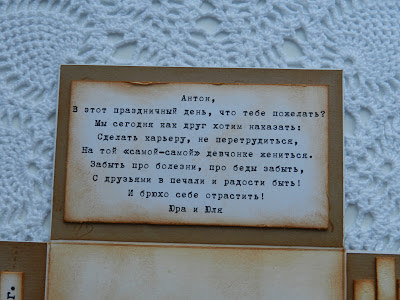 Антон,
В этот праздничный день, что тебе пожелать?
Мы сегодня как друг хотим наказать:
Сделать карьеру, не перетрудиться,
На той «самой-самой» девчонке жениться.
Забыть про болезни, про беды забыть,
С друзьями в печали и радости быть!
И брюхо себе отрастить!
Юра и Юля
г.